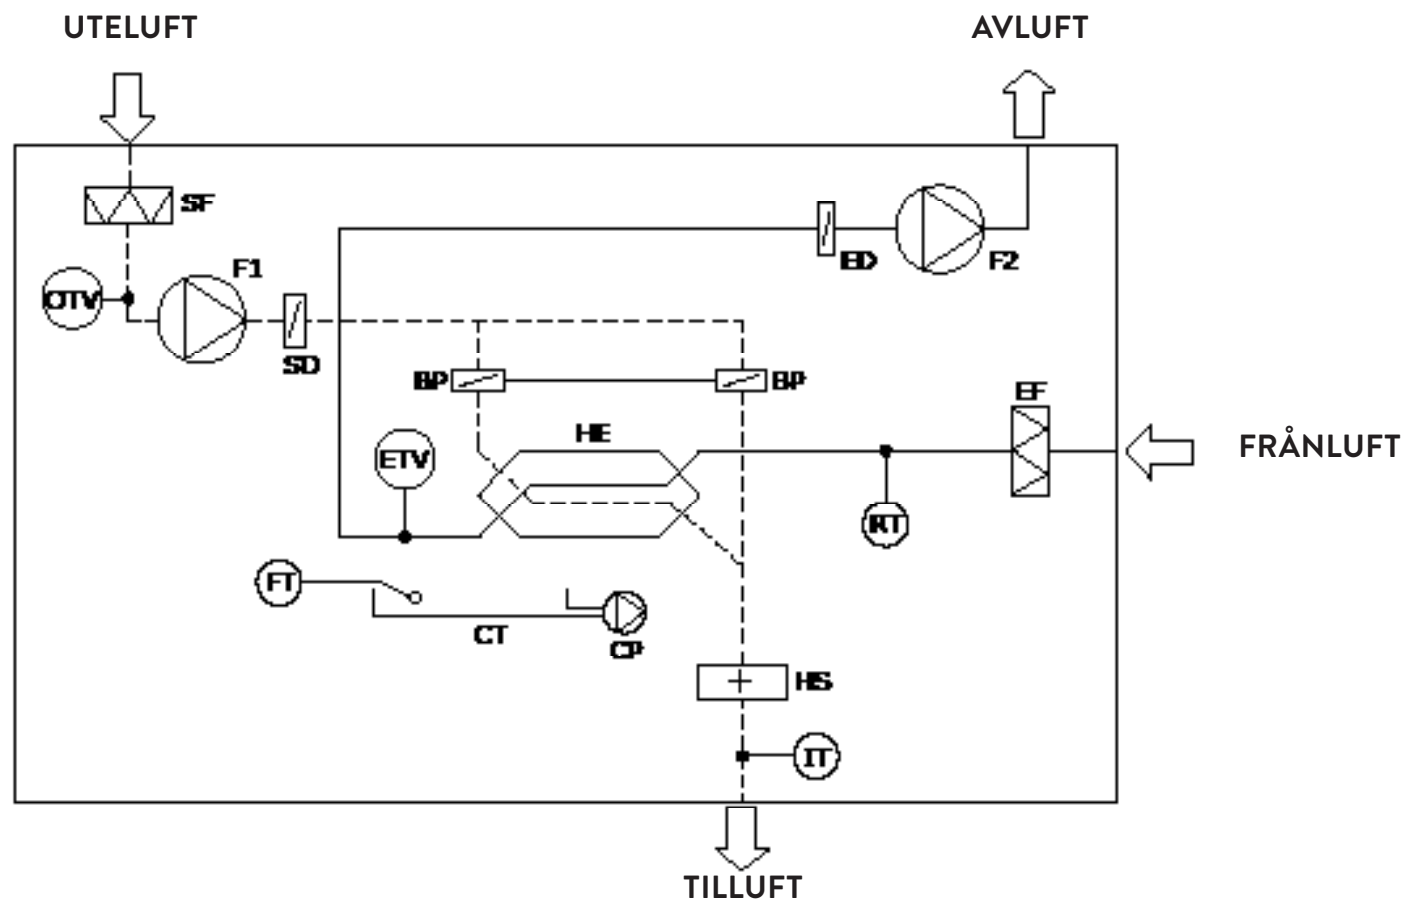 UTELUFT
AVLUFT
SF
F1
OTV
SD
ED
F2
BP
BP
EF
HE
ETV
FRÅNLUFT
RT
FT
CT
CP
HS
IT
TILLUFT